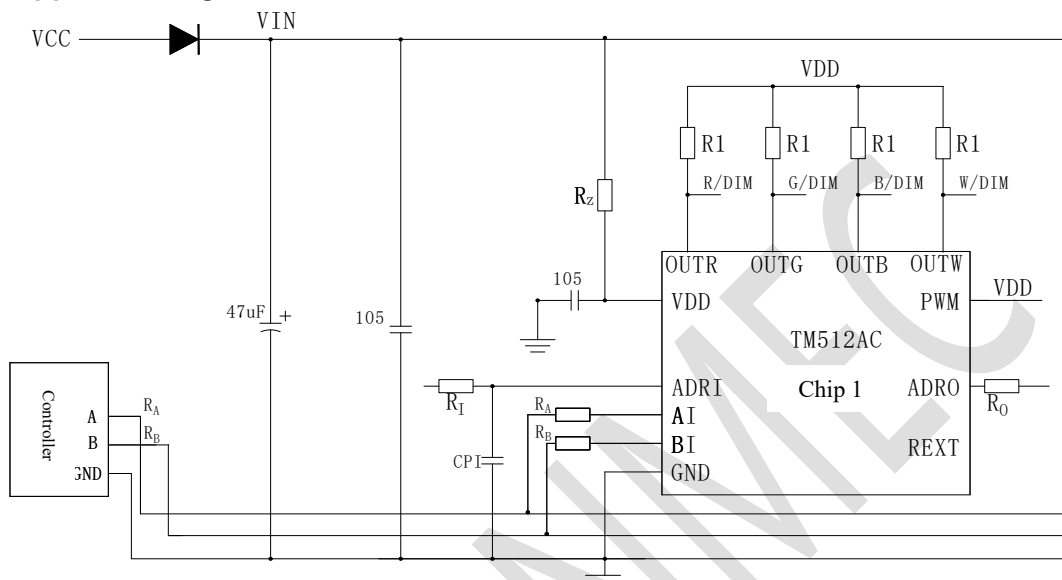 VIN
VCC
VDD
R1 R1 R1 R1
R/DIM G/DIM B/DIM W/DIM
RZ
OUTR OUTG OUTB OUTW
105 VDD PWM VDD
47uF + 105
TM512AC
Controller
ADRI Chip 1 ADRO
RI RO
A RA RA AI
B RB RB BI
REXT
CPI
GND GND